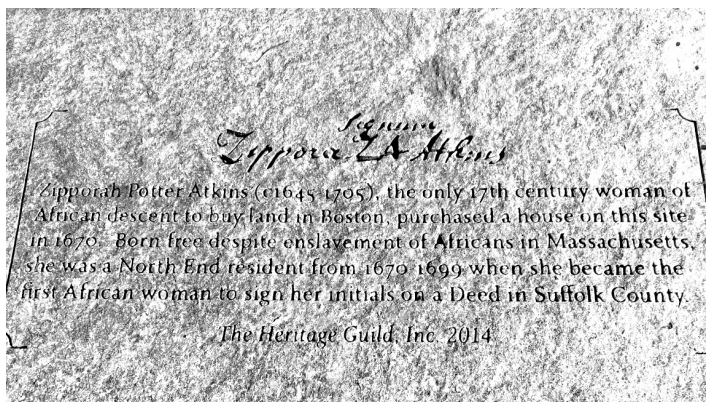 Signum
Zippora ZA Atkins
Zipporah Potter Atkins (c1645-1705), the only 17th century woman of
African descent to buy land in Boston, purchased a house on this site
in 1670. Born free despite enslavement of Africans in Massachusetts,
she was a North End resident from 1670-1699 when she became the
first African woman to sign her initials on a Deed in Suffolk County.
The Heritage Guild, Inc. 2014